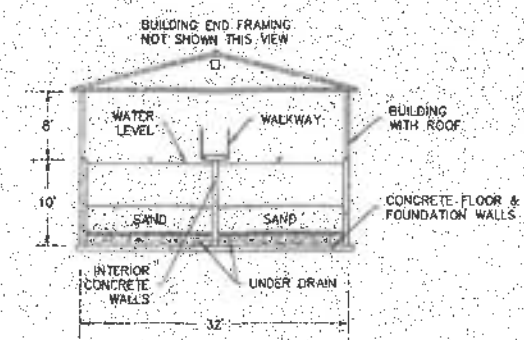 BUILDING END FRAMING
NOT SHOWN THIS VIEW
WATER
LEVEL
WALKWAY
BUILDING
WITH ROOF
8'
10'
SAND
SAND
CONCRETE FLOOR &
FOUNDATION WALLS
INTERIOR
CONCRETE
WALLS
UNDER DRAIN
32'